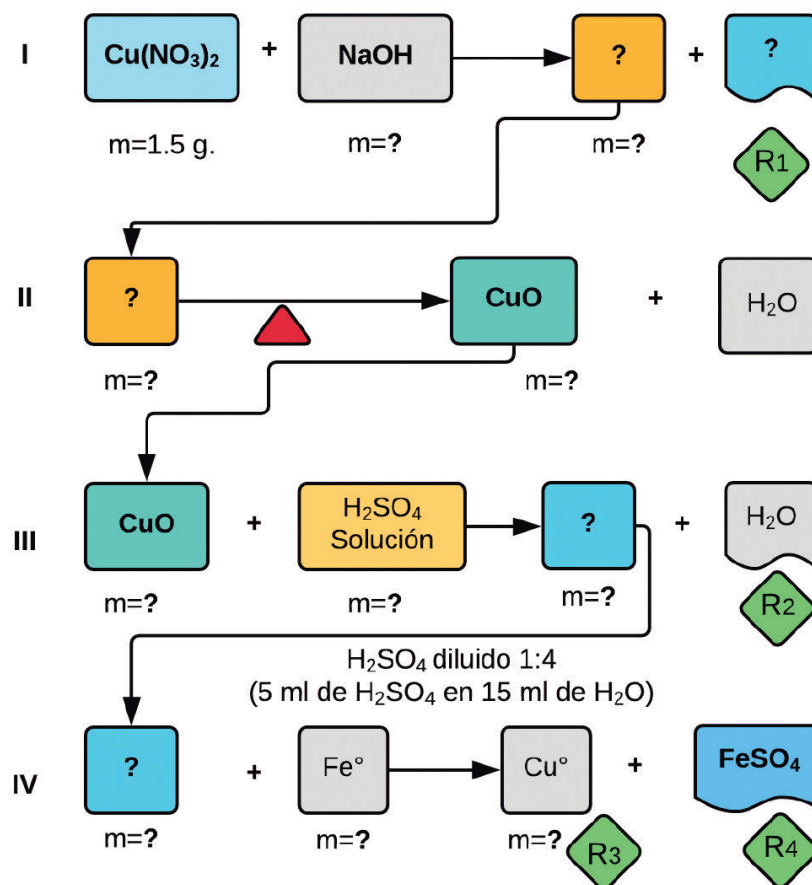 I
Cu(NO₃)₂ + NaOH ? + ?
m=1.5 g. m=? m=?
R1
II
? CuO + H₂O
m=? m=?
III
CuO + H₂SO₄ Solución ? + H₂O
m=? m=? m=?
R2
H₂SO₄ diluido 1:4
(5 ml de H₂SO₄ en 15 ml de H₂O)
IV
? + Fe° Cu° + FeSO₄
m=? m=? m=?
R3 R4